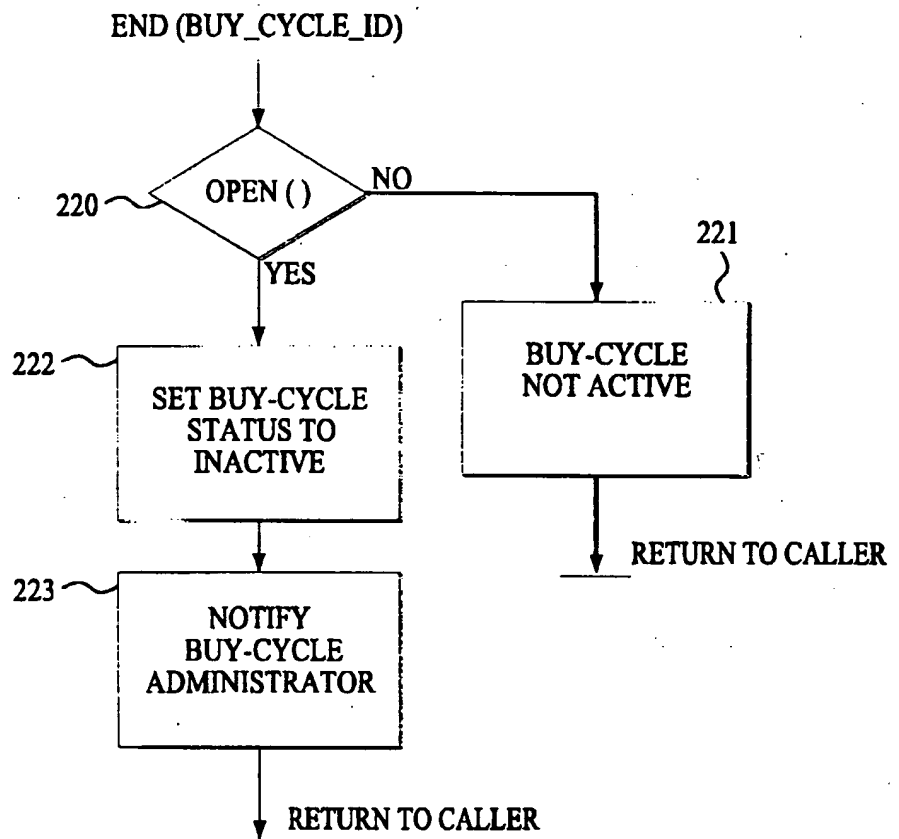 END (BUY_CYCLE_ID)
OPEN ( )
NO
220
YES
221
222
SET BUY-CYCLE
STATUS TO
INACTIVE
BUY-CYCLE
NOT ACTIVE
RETURN TO CALLER
223
NOTIFY
BUY-CYCLE
ADMINISTRATOR
RETURN TO CALLER